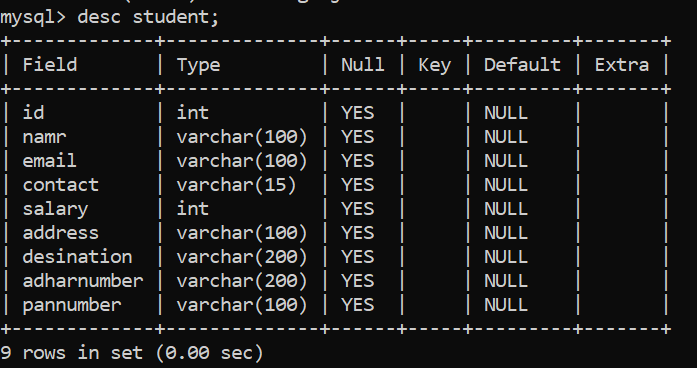 mysql> desc student;
+-------------+--------------+------+-----+---------+-------+
| Field       | Type         | Null | Key | Default | Extra |
+-------------+--------------+------+-----+---------+-------+
| id          | int          | YES  |     | NULL    |       |
| namr        | varchar(100) | YES  |     | NULL    |       |
| email       | varchar(100) | YES  |     | NULL    |       |
| contact     | varchar(15)  | YES  |     | NULL    |       |
| salary      | int          | YES  |     | NULL    |       |
| address     | varchar(100) | YES  |     | NULL    |       |
| desination  | varchar(200) | YES  |     | NULL    |       |
| adharnumber | varchar(200) | YES  |     | NULL    |       |
| pannumber   | varchar(100) | YES  |     | NULL    |       |
+-------------+--------------+------+-----+---------+-------+
9 rows in set (0.00 sec)